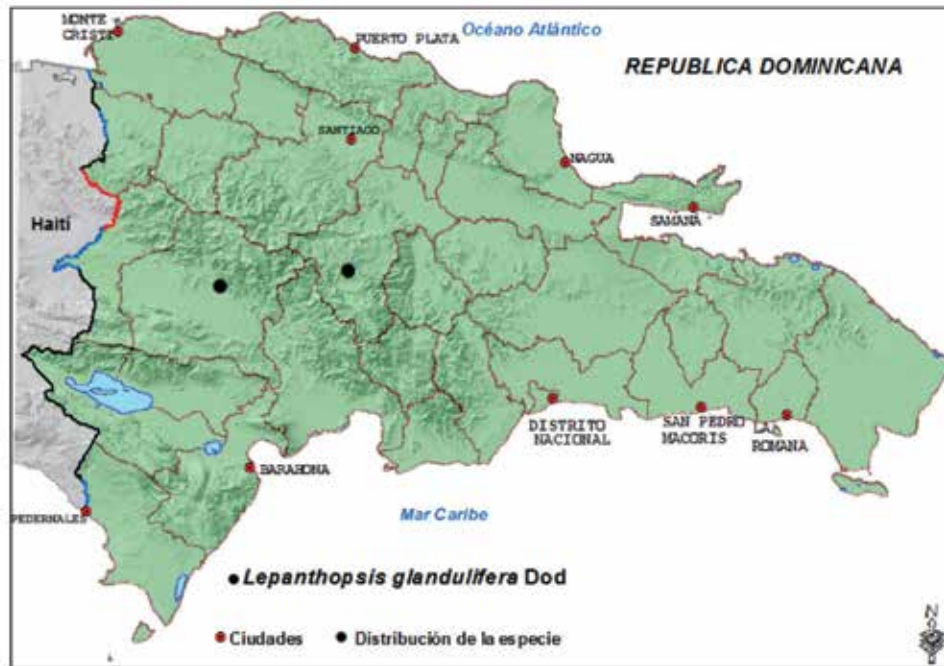 MONTE
CRISTI
PUERTO PLATA
Océano Atlántico
REPUBLICA DOMINICANA
SANTIAGO
NAGUA
SAMANA
Haití
DISTRITO
NACIONAL
SAN PEDRO
MACORIS
LA
ROMANA
BARAHONA
PEDERNALES
Mar Caribe
Lepanthopsis glandulifera Dod
Ciudades
Distribución de la especie
N